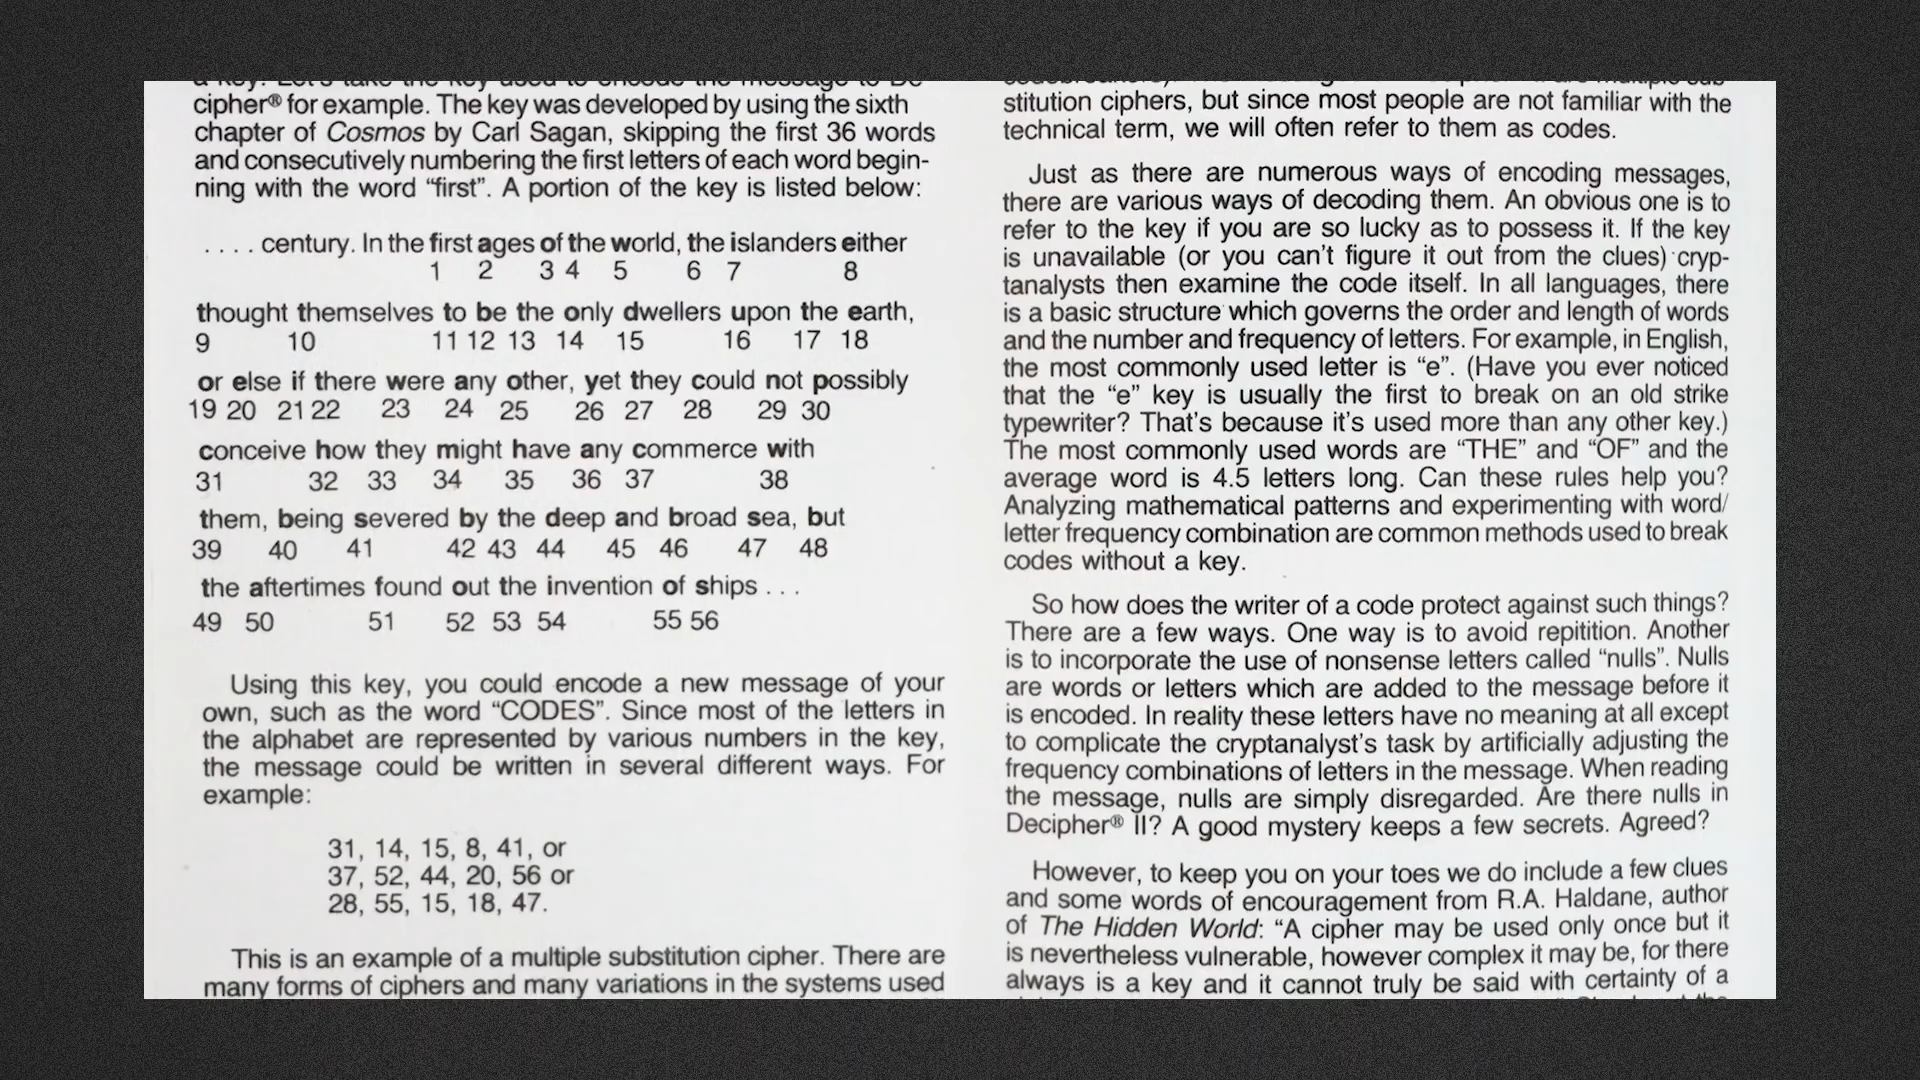 cipher® for example. The key was developed by using the sixth
chapter of Cosmos by Carl Sagan, skipping the first 36 words
and consecutively numbering the first letters of each word begin-
ning with the word “first”. A portion of the key is listed below:
. . . . century. In the first ages of the world, the islanders either
1 2 3 4 5 6 7 8
thought themselves to be the only dwellers upon the earth,
9 10 11 12 13 14 15 16 17 18
or else if there were any other, yet they could not possibly
19 20 21 22 23 24 25 26 27 28 29 30
conceive how they might have any commerce with
31 32 33 34 35 36 37 38
them, being severed by the deep and broad sea, but
39 40 41 42 43 44 45 46 47 48
the aftertimes found out the invention of ships . . .
49 50 51 52 53 54 55 56
Using this key, you could encode a new message of your
own, such as the word “CODES”. Since most of the letters in
the alphabet are represented by various numbers in the key,
the message could be written in several different ways. For
example:
31, 14, 15, 8, 41, or
37, 52, 44, 20, 56 or
28, 55, 15, 18, 47.
This is an example of a multiple substitution cipher. There are
many forms of ciphers and many variations in the systems used
stitution ciphers, but since most people are not familiar with the
technical term, we will often refer to them as codes.
Just as there are numerous ways of encoding messages,
there are various ways of decoding them. An obvious one is to
refer to the key if you are so lucky as to possess it. If the key
is unavailable (or you can’t figure it out from the clues) cryp-
tanalysts then examine the code itself. In all languages, there
is a basic structure which governs the order and length of words
and the number and frequency of letters. For example, in English,
the most commonly used letter is “e”. (Have you ever noticed
that the “e” key is usually the first to break on an old strike
typewriter? That’s because it’s used more than any other key.)
The most commonly used words are “THE” and “OF” and the
average word is 4.5 letters long. Can these rules help you?
Analyzing mathematical patterns and experimenting with word/
letter frequency combination are common methods used to break
codes without a key.
So how does the writer of a code protect against such things?
There are a few ways. One way is to avoid repitition. Another
is to incorporate the use of nonsense letters called “nulls”. Nulls
are words or letters which are added to the message before it
is encoded. In reality these letters have no meaning at all except
to complicate the cryptanalyst’s task by artificially adjusting the
frequency combinations of letters in the message. When reading
the message, nulls are simply disregarded. Are there nulls in
Decipher® II? A good mystery keeps a few secrets. Agreed?
However, to keep you on your toes we do include a few clues
and some words of encouragement from R.A. Haldane, author
of The Hidden World: “A cipher may be used only once but it
is nevertheless vulnerable, however complex it may be, for there
always is a key and it cannot truly be said with certainty of a